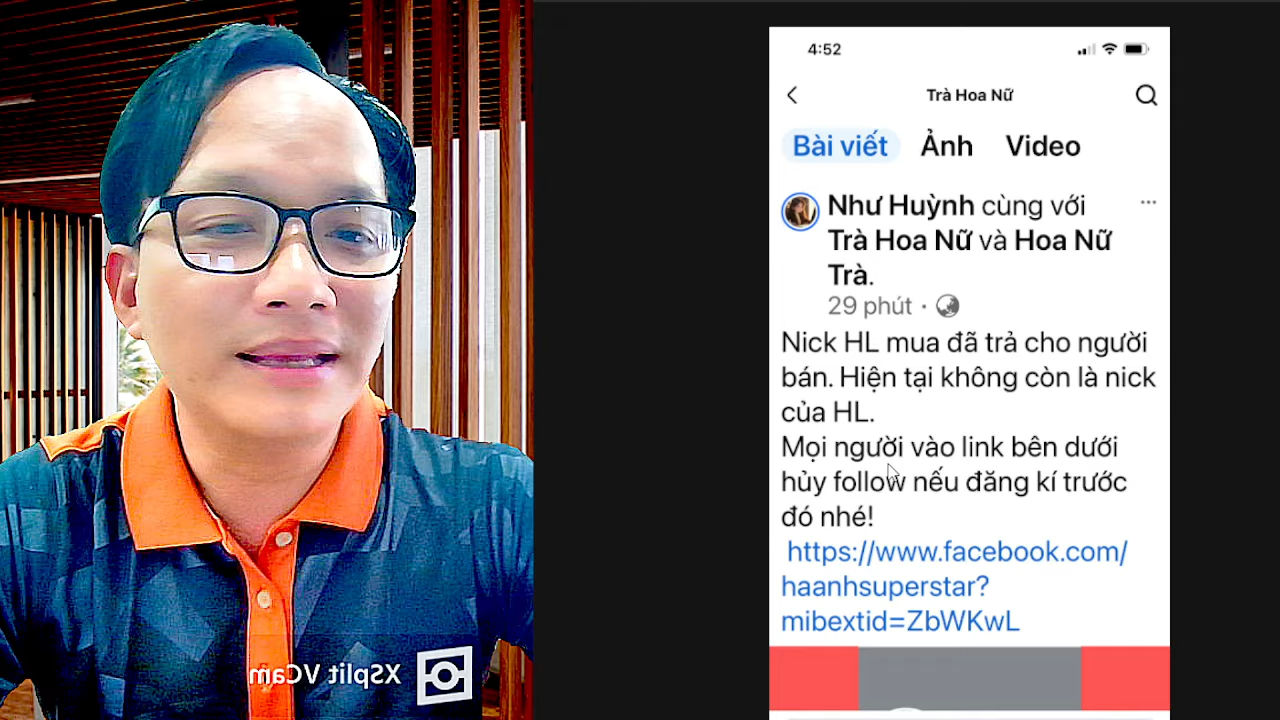 4:52
Trà Hoa Nữ
Bài viết Ảnh Video
Như Huỳnh cùng với
Trà Hoa Nữ và Hoa Nữ
Trà.
29 phút ·
Nick HL mua đã trả cho người
bán. Hiện tại không còn là nick
của HL.
Mọi người vào link bên dưới
hủy follow nếu đăng kí trước
đó nhé!
https://www.facebook.com/
haanhsuperstar?
mibextid=ZbWKwL
XSplit VCam